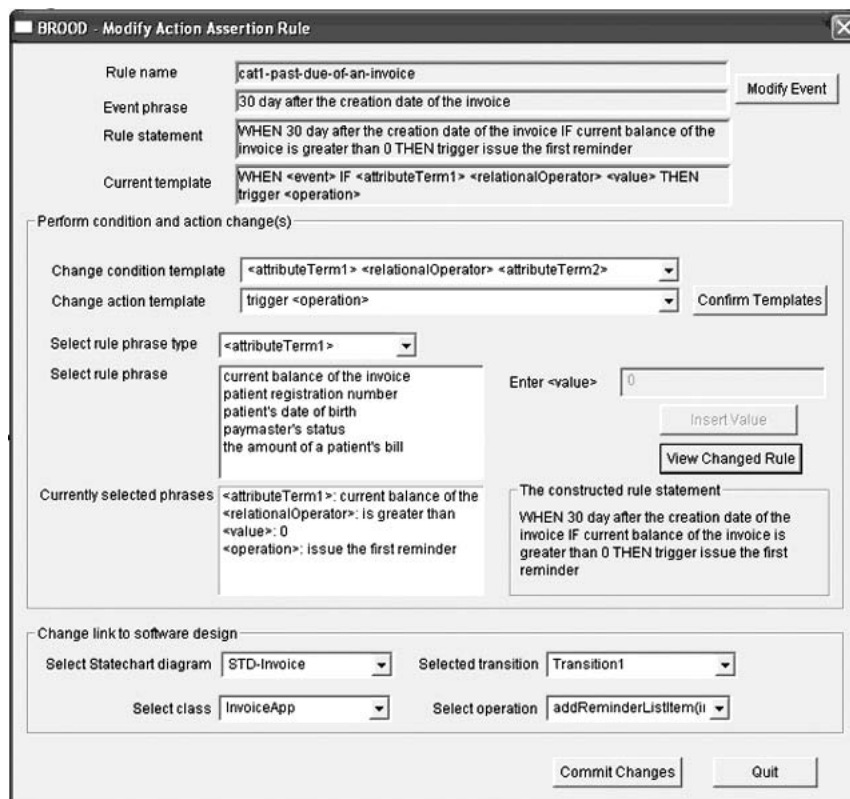 BROOD - Modify Action Assertion Rule
Rule name
cat1-past-due-of-an-invoice
Modify Event
Event phrase
30 day after the creation date of the invoice
Rule statement
WHEN 30 day after the creation date of the invoice IF current balance of the
invoice is greater than 0 THEN trigger issue the first reminder
Current template
WHEN <event> IF <attributeTerm1> <relationalOperator> <value> THEN
trigger <operation>
Perform condition and action change(s)
Change condition template
<attributeTerm1> <relationalOperator> <attributeTerm2>
Change action template
trigger <operation>
Confirm Templates
Select rule phrase type
<attributeTerm1>
Select rule phrase
current balance of the invoice
patient registration number
patient's date of birth
paymaster's status
the amount of a patient's bill
Enter <value>
0
Insert Value
View Changed Rule
Currently selected phrases
<attributeTerm1>: current balance of the
<relationalOperator>: is greater than
<value>: 0
<operation>: issue the first reminder
The constructed rule statement
WHEN 30 day after the creation date of the
invoice IF current balance of the invoice is
greater than 0 THEN trigger issue the first
reminder
Change link to software design
Select Statechart diagram
STD-Invoice
Selected transition
Transition1
Select class
InvoiceApp
Select operation
addReminderListItem(i
Commit Changes
Quit